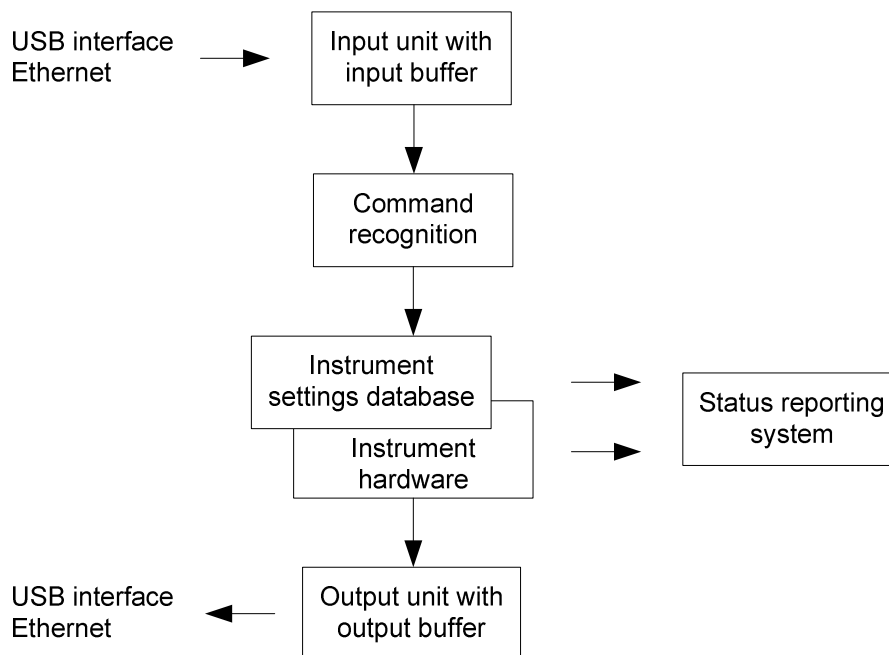 USB interface
Ethernet
Input unit with
input buffer
Command
recognition
Instrument
settings database
Instrument
hardware
Status reporting
system
USB interface
Ethernet
Output unit with
output buffer